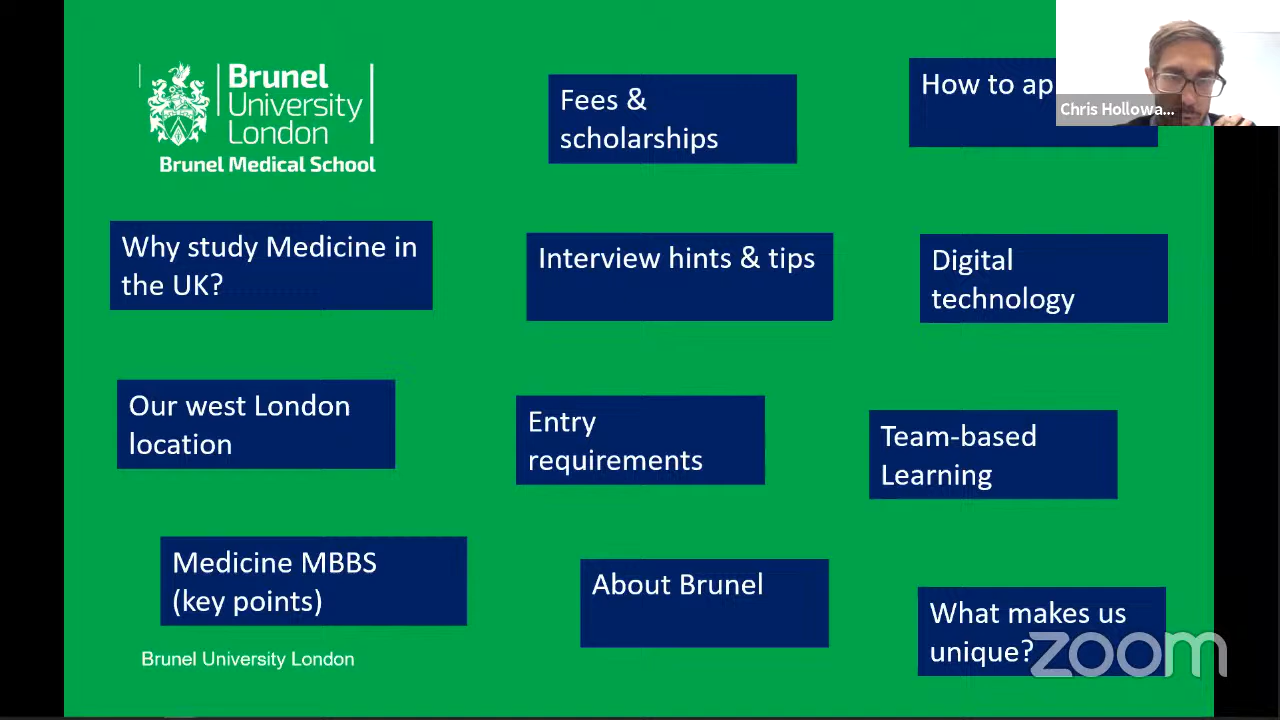 Brunel
University
London
Brunel Medical School
Fees &
scholarships
How to ap
Chris Hollowa...
Why study Medicine in
the UK?
Interview hints & tips
Digital
technology
Our west London
location
Entry
requirements
Team-based
Learning
Medicine MBBS
(key points)
About Brunel
What makes us
unique?
zoom
Brunel University London